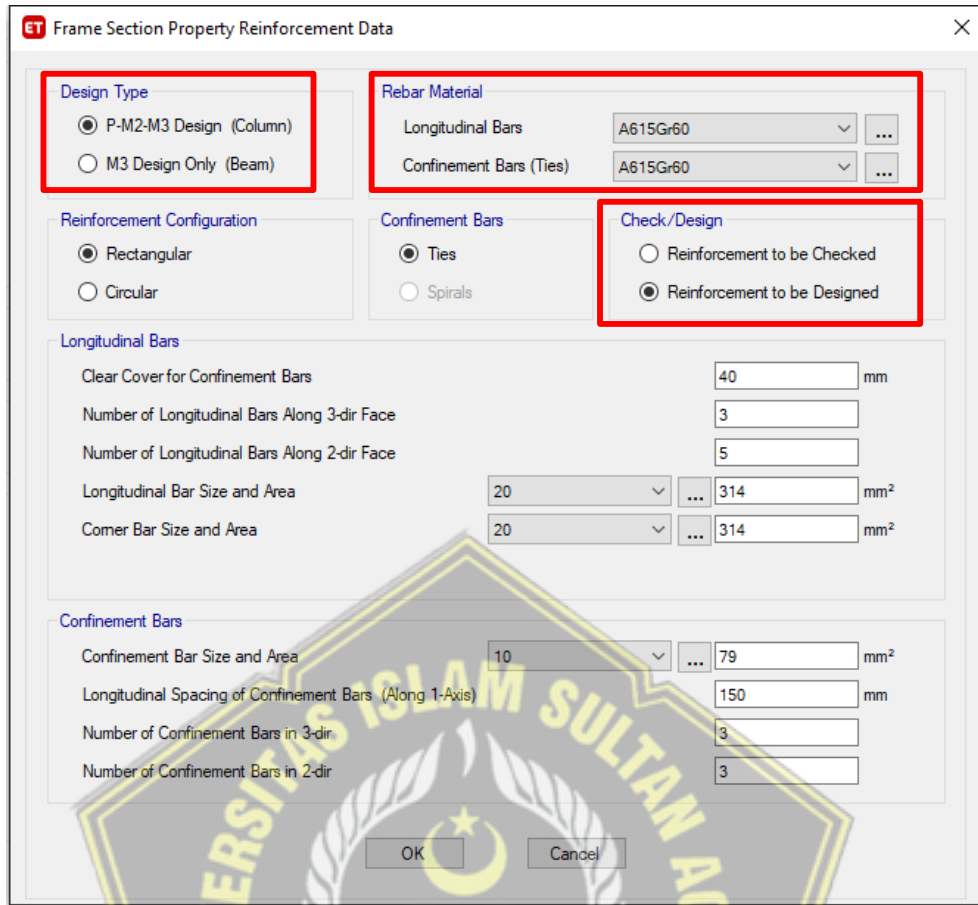 ET Frame Section Property Reinforcement Data
Design Type
P-M2-M3 Design (Column)
M3 Design Only (Beam)
Rebar Material
Longitudinal Bars A615Gr60 ...
Confinement Bars (Ties) A615Gr60 ...
Reinforcement Configuration
Rectangular
Circular
Confinement Bars
Ties
Spirals
Check/Design
Reinforcement to be Checked
Reinforcement to be Designed
Longitudinal Bars
Clear Cover for Confinement Bars 40 mm
Number of Longitudinal Bars Along 3-dir Face 3
Number of Longitudinal Bars Along 2-dir Face 5
Longitudinal Bar Size and Area 20 ... 314 mm²
Corner Bar Size and Area 20 ... 314 mm²
Confinement Bars
Confinement Bar Size and Area 10 ... 79 mm²
Longitudinal Spacing of Confinement Bars (Along 1-Axis) 150 mm
Number of Confinement Bars in 3-dir 3
Number of Confinement Bars in 2-dir 3
OK Cancel
ISLAM SULTAN